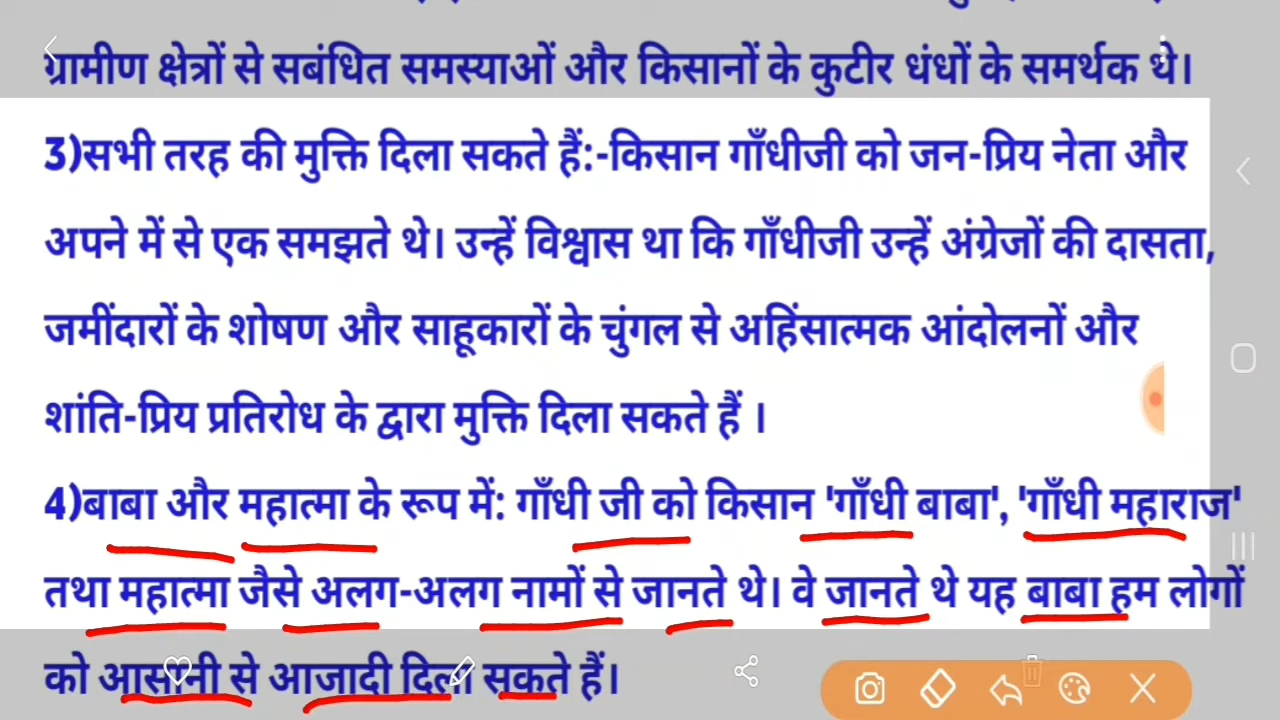 ग्रामीण क्षेत्रों से सबंधित समस्याओं और किसानों के कुटीर धंधों के समर्थक थे।
3)सभी तरह की मुक्ति दिला सकते हैं:-किसान गाँधीजी को जन-प्रिय नेता और
अपने में से एक समझते थे। उन्हें विश्वास था कि गाँधीजी उन्हें अंग्रेजों की दासता,
जमींदारों के शोषण और साहूकारों के चुंगल से अहिंसात्मक आंदोलनों और
शांति-प्रिय प्रतिरोध के द्वारा मुक्ति दिला सकते हैं ।
4)बाबा और महात्मा के रूप में: गाँधी जी को किसान 'गाँधी बाबा', 'गाँधी महाराज'
तथा महात्मा जैसे अलग-अलग नामों से जानते थे। वे जानते थे यह बाबा हम लोगों
को आसानी से आजादी दिला सकते हैं।